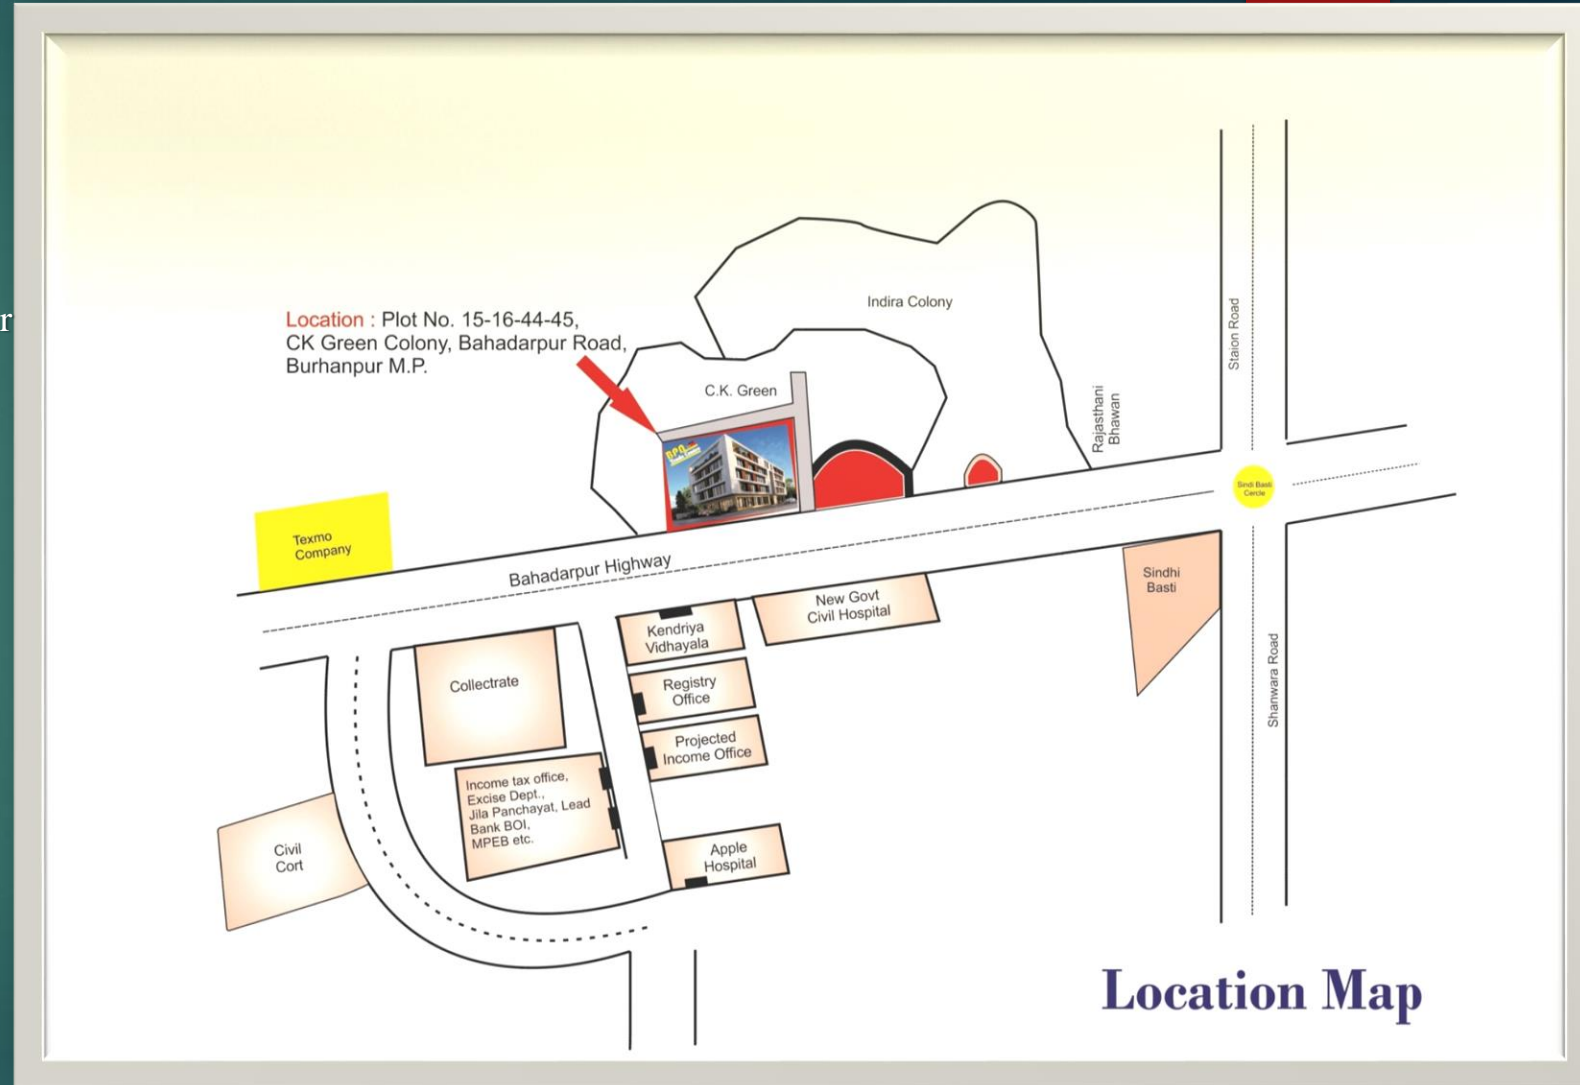 r
Location : Plot No. 15-16-44-45,
CK Green Colony, Bahadarpur Road,
Burhanpur M.P.
Indira Colony
C.K. Green
Rajasthani
Bhawan
Staion Road
Sindi Basti
Cercle
Texmo
Company
Bahadarpur Highway
Kendriya
Vidhayala
New Govt
Civil Hospital
Sindhi
Basti
Collectrate
Registry
Office
Shanwara Road
Projected
Income Office
Income tax office,
Excise Dept.,
Jila Panchayat, Lead
Bank BOI,
MPEB etc.
Civil
Cort
Apple
Hospital
Location Map